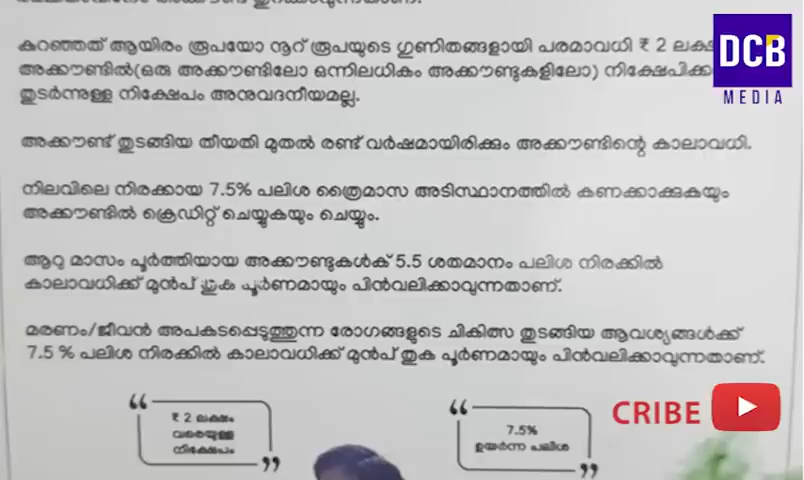 കുറഞ്ഞത് ആയിരം രൂപയോ നൂറ് രൂപയുടെ ഗുണിതങ്ങളായി പരമാവധി ₹ 2 ലക്ഷ
അക്കൗണ്ടിൽ(ഒരു അക്കൗണ്ടിലോ ഒന്നിലധികം അക്കൗണ്ടുകളിലോ) നിക്ഷേപിക്ക
തുടർന്നുള്ള നിക്ഷേപം അനുവദനീയമല്ല.
അക്കൗണ്ട് തുടങ്ങിയ തീയതി മുതൽ രണ്ട് വർഷമായിരിക്കും അക്കൗണ്ടിന്റെ കാലാവധി.
നിലവിലെ നിരക്കായ 7.5% പലിശ ത്രൈമാസ അടിസ്ഥാനത്തിൽ കണക്കാക്കുകയും
അക്കൗണ്ടിൽ ക്രെഡിറ്റ് ചെയ്യുകയും ചെയ്യും.
ആറു മാസം പൂർത്തിയായ അക്കൗണ്ടുകൾക് 5.5 ശതമാനം പലിശ നിരക്കിൽ
കാലാവധിക്ക് മുൻപ് തുക പൂർണമായും പിൻവലിക്കാവുന്നതാണ്.
മരണം/ജീവൻ അപകടപ്പെടുത്തുന്ന രോഗങ്ങളുടെ ചികിത്സ തുടങ്ങിയ ആവശ്യങ്ങൾക്ക്
7.5 % പലിശ നിരക്കിൽ കാലാവധിക്ക് മുൻപ് തുക പൂർണമായും പിൻവലിക്കാവുന്നതാണ്.
₹ 2 ലക്ഷം
വരെയുള്ള
നിക്ഷേപം
7.5%
ഉയർന്ന പലിശ
DCB
MEDIA
CRIBE